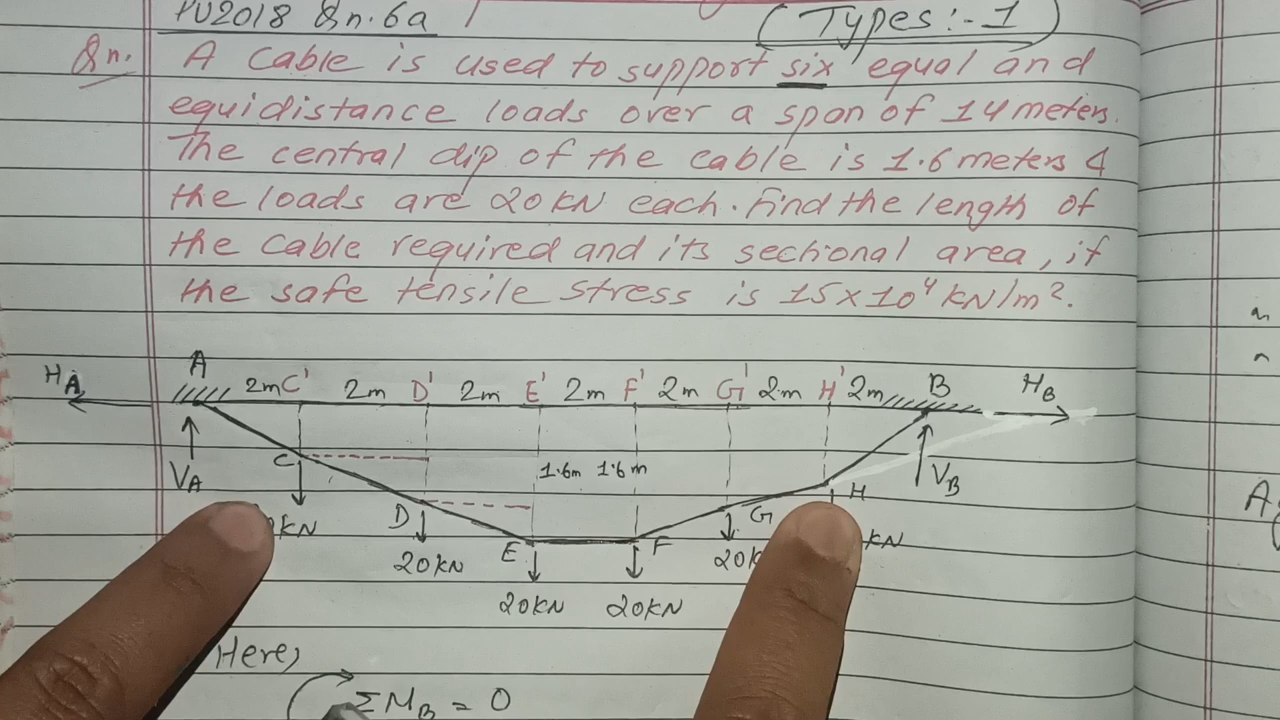 PU2018 Qn.6a
(Types:-1)
Qn. A cable is used to support six equal and
equidistance loads over a span of 14 meters.
The central dip of the cable is 1.6 meters &
the loads are 20KN each. Find the length of
the cable required and its sectional area, if
the safe tensile stress is 15x10⁴ kN/m².
HA A 2m C' 2m D' 2m E' 2m F' 2m G' 2m H' 2m B HB
C 1.6m 1.6m
VA H VB
KN D G KN
20KN E F 20K
20KN 20KN
Here,
ΣMB = 0